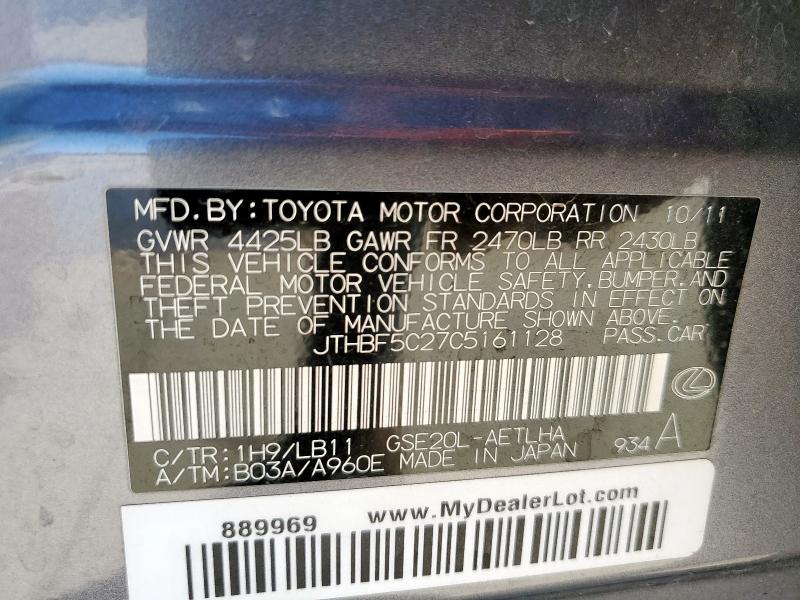 MFD.BY:TOYOTA MOTOR CORPORATION 10/11
GVWR 4425LB GAWR FR 2470LB RR 2430LB
THIS VEHICLE CONFORMS TO ALL APPLICABLE
FEDERAL MOTOR VEHICLE SAFETY,BUMPER,AND
THEFT PREVENTION STANDARDS IN EFFECT ON
THE DATE OF MANUFACTURE SHOWN ABOVE.
JTHBF5C27C5161128 PASS.CAR
C/TR:1H9/LB11 GSE20L-AETLHA
A/TM:B03A/A960E MADE IN JAPAN 934A
889969 www.MyDealerLot.com